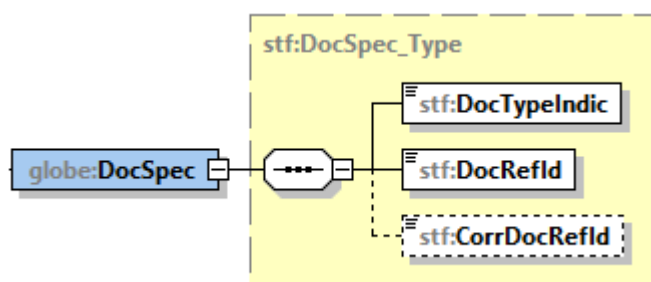 stf:DocSpec_Type
stf:DocTypeIndic
globe:DocSpec
stf:DocRefId
stf:CorrDocRefId